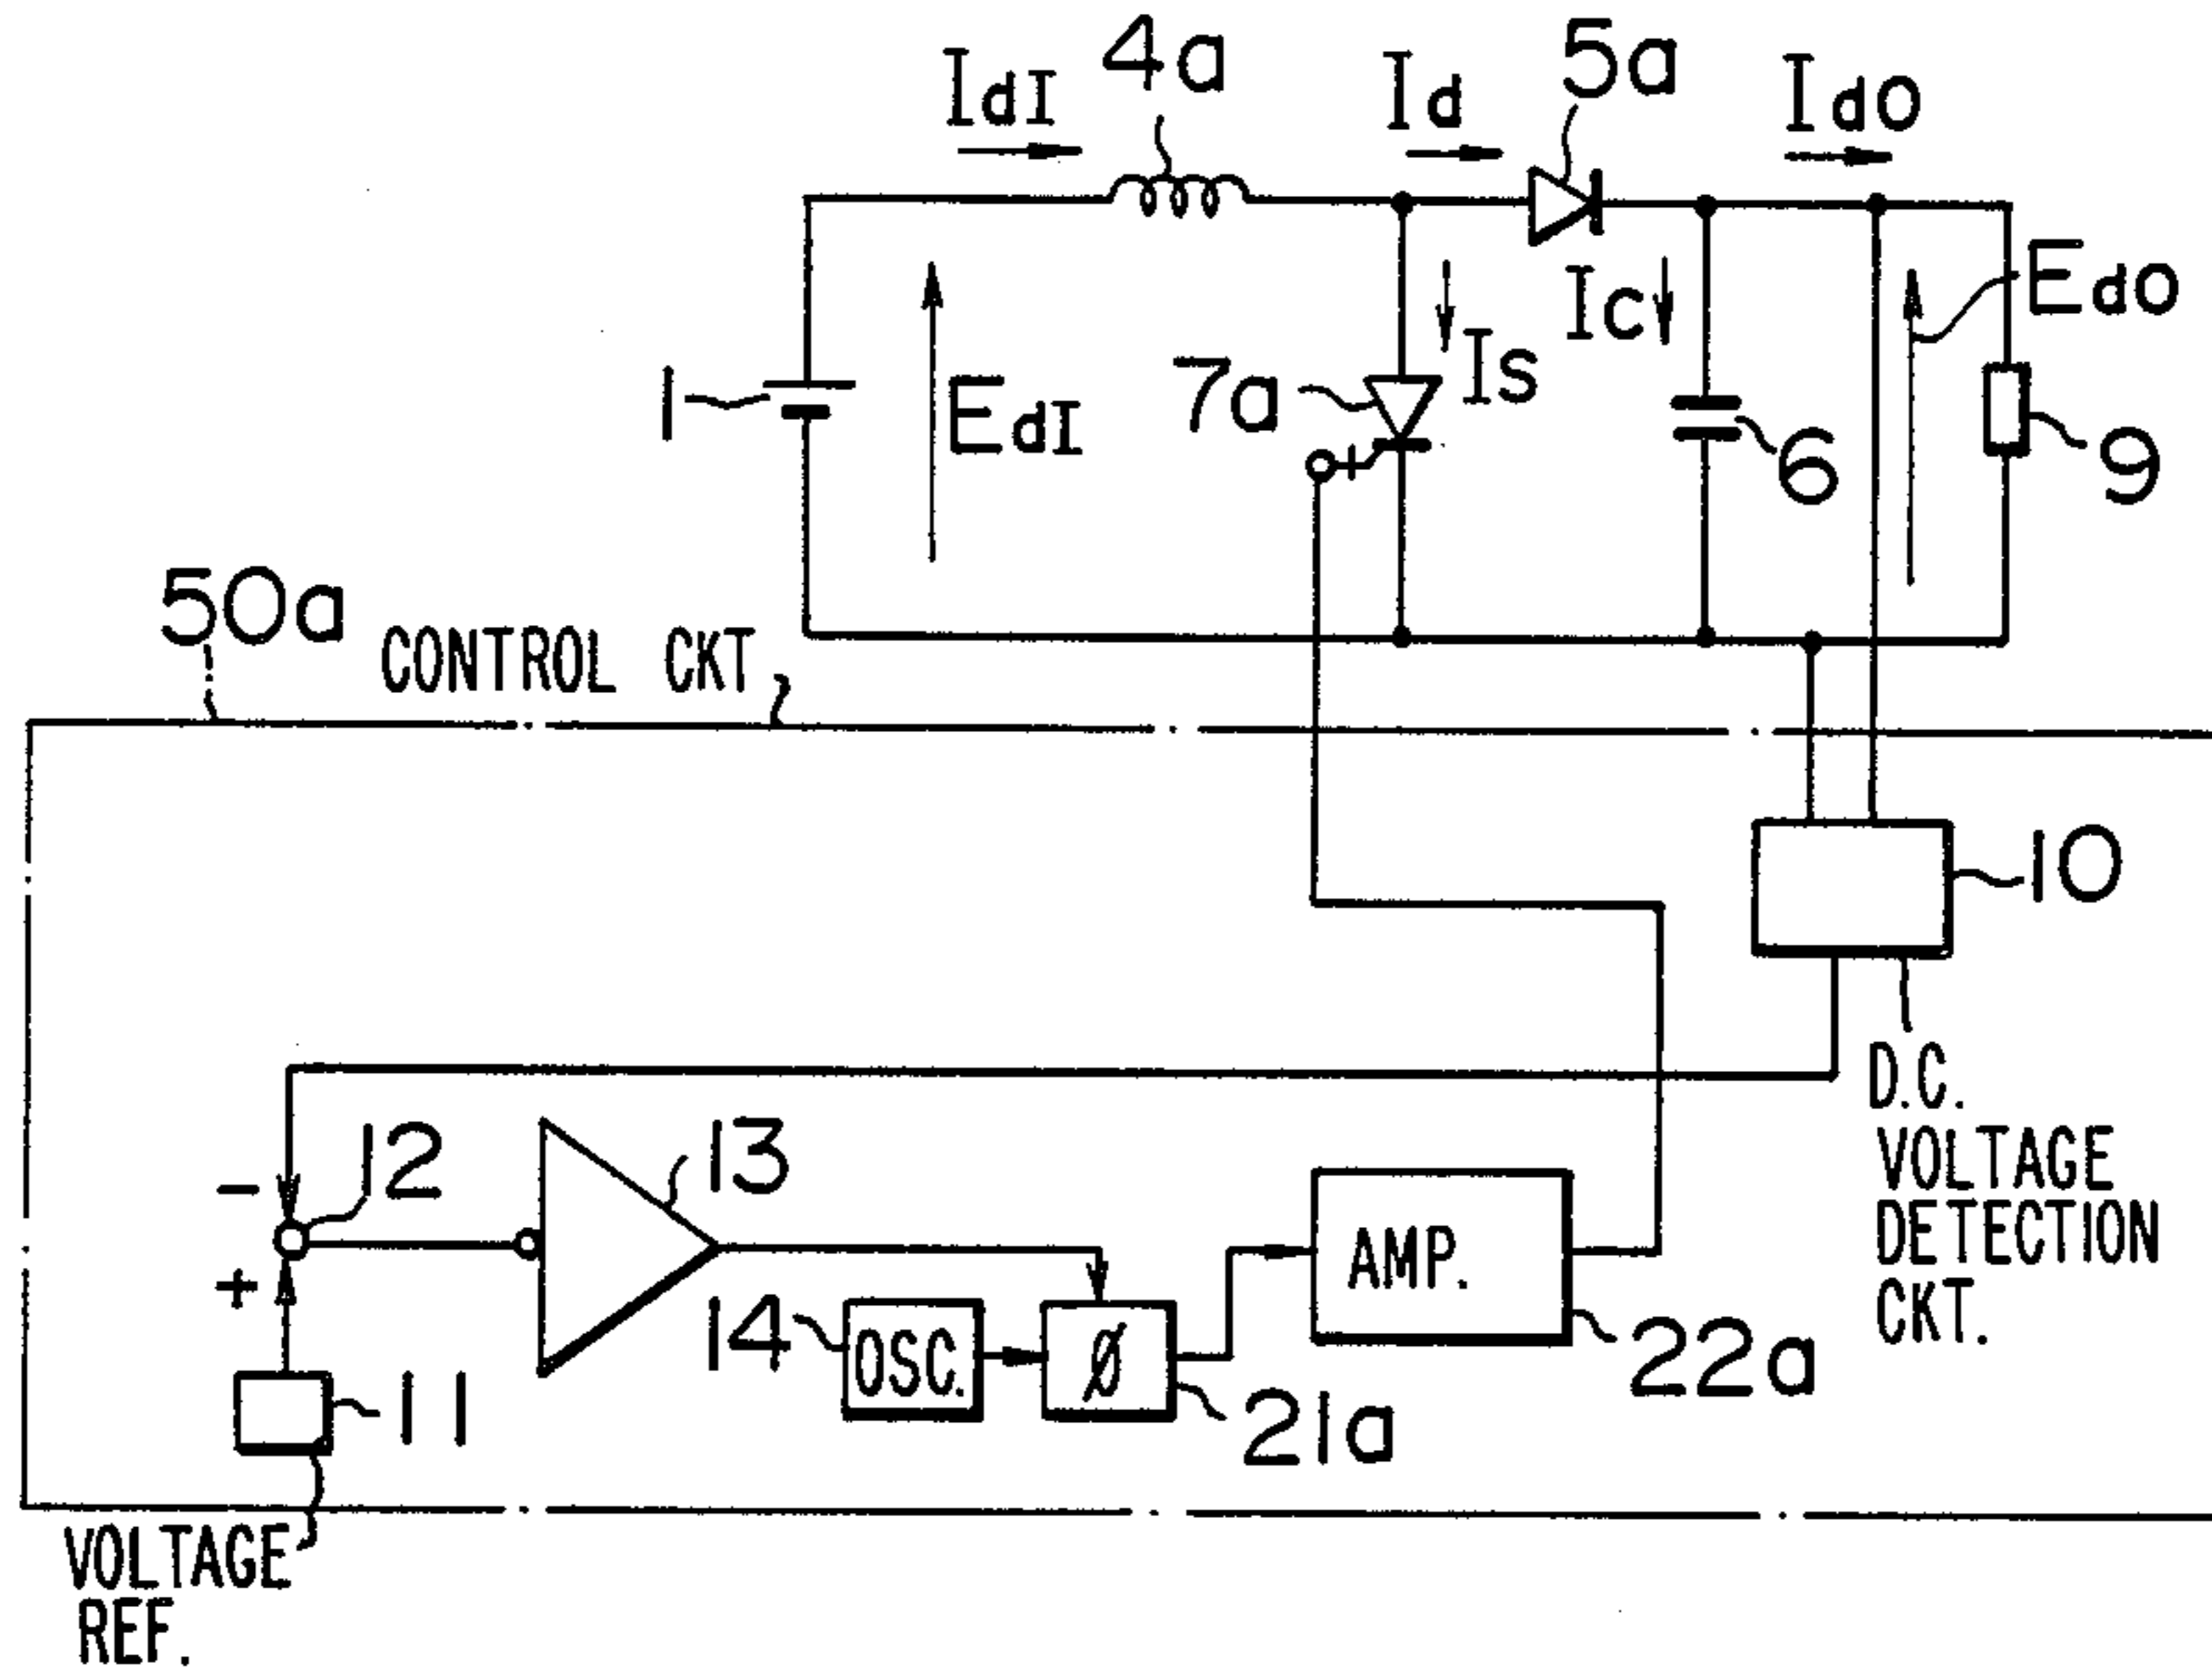 IdI
4a
Id
5a
Ido
1
EdI
7a
Is
Ic
6
Edo
9
+
50a
CONTROL CKT
10
D.C.
VOLTAGE
DETECTION
CKT.
-
12
+
13
14
OSC.
Ø
21a
AMP.
22a
11
VOLTAGE
REF.